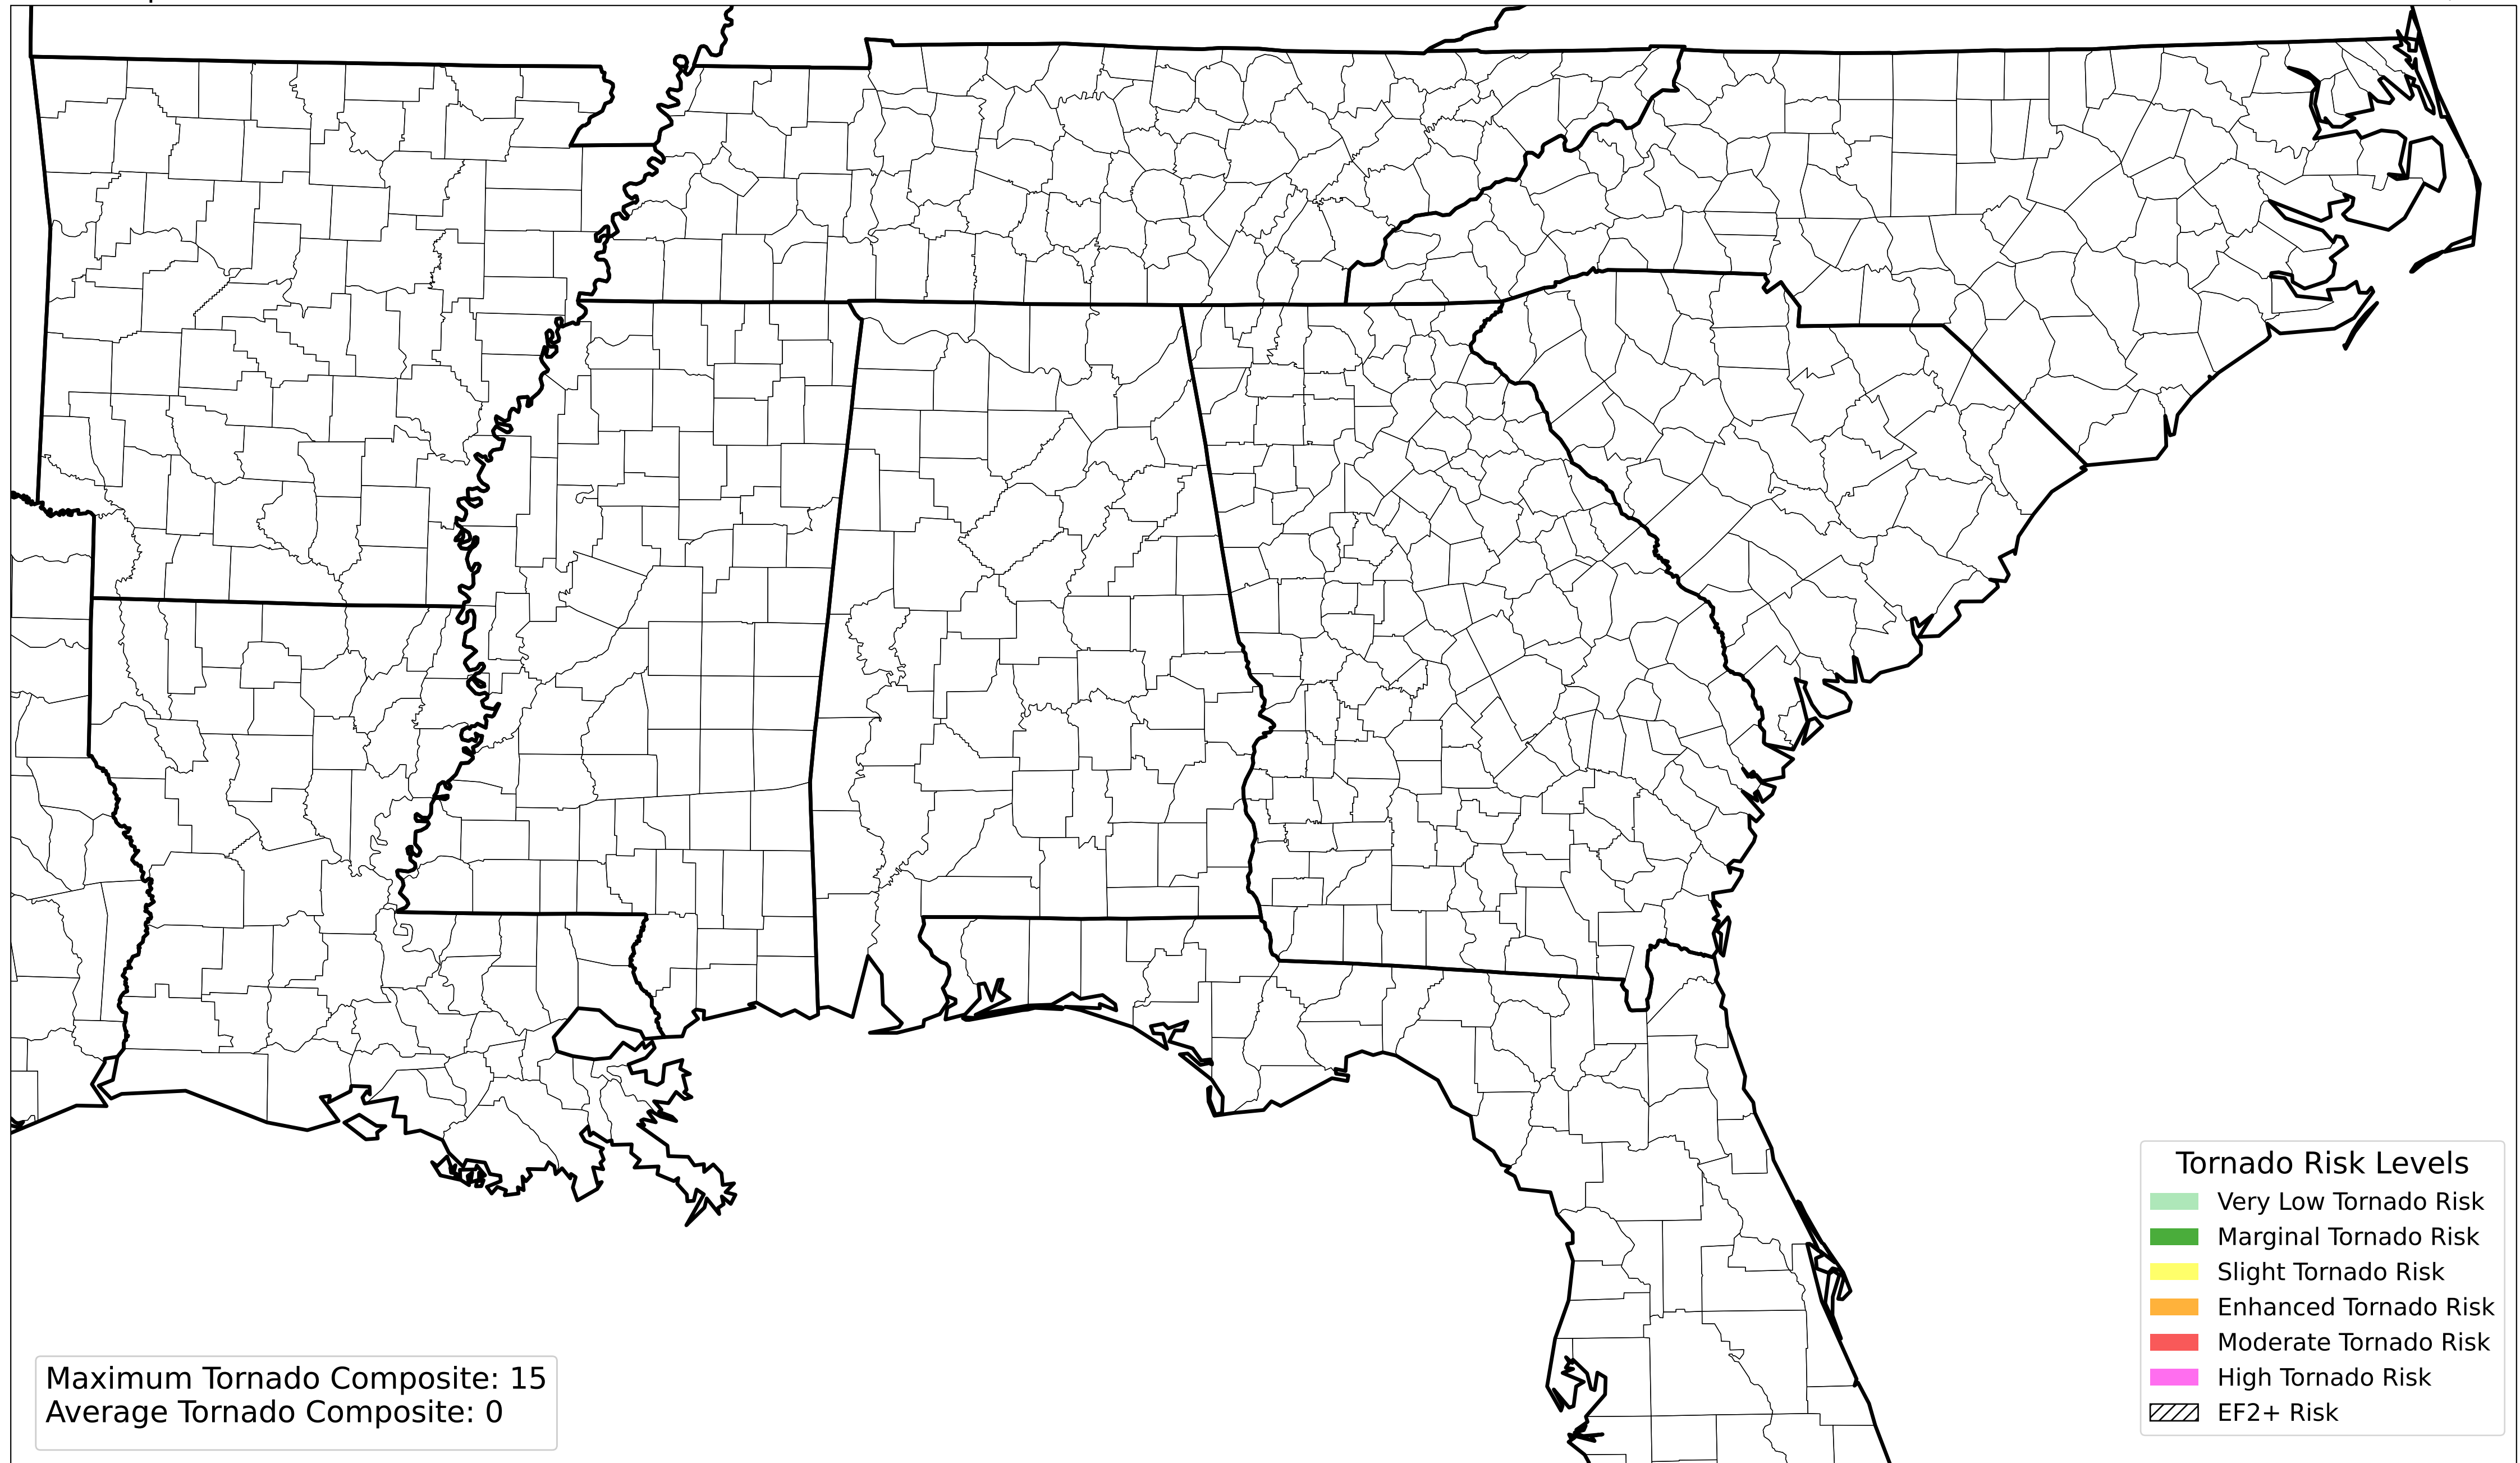 Tornado Risk Levels
Very Low Tornado Risk
Marginal Tornado Risk
Slight Tornado Risk
Enhanced Tornado Risk
Moderate Tornado Risk
High Tornado Risk
EF2+ Risk
Maximum Tornado Composite: 15
Average Tornado Composite: 0